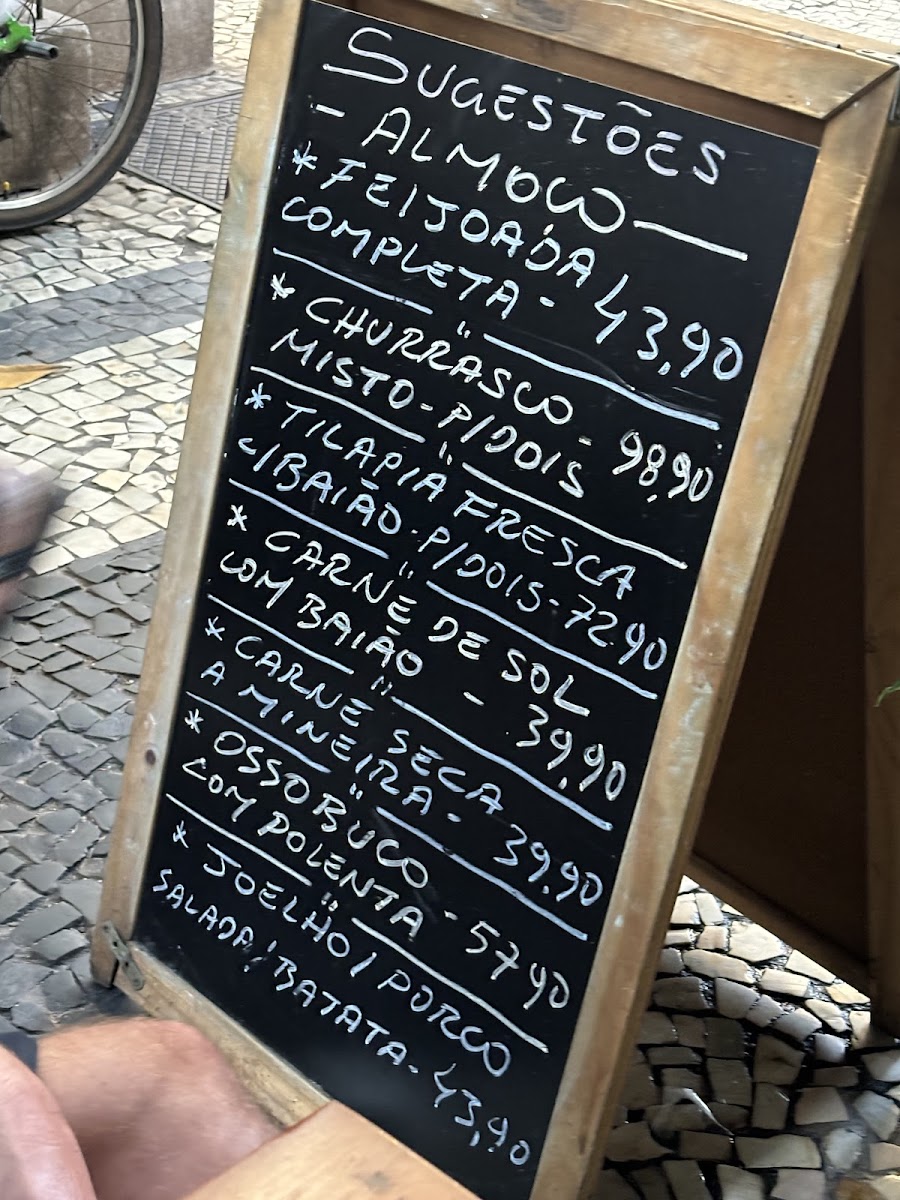 SUGESTÕES
- ALMOÇO —
* FEIJOADA
COMPLETA - 43,90
* CHURRASCO - 98,90
MISTO - P/DOIS
* TILAPIA FRESCA
C/BAIÃO - P/DOIS - 72,90
* CARNE DE SOL
COM BAIÃO - 39,90
* CARNE SECA
A MINEIRA - 39,90
* OSSOBUCO
COM POLENTA - 57,90
* JOELHO / PORCO
SALADA / BATATA - 43,90